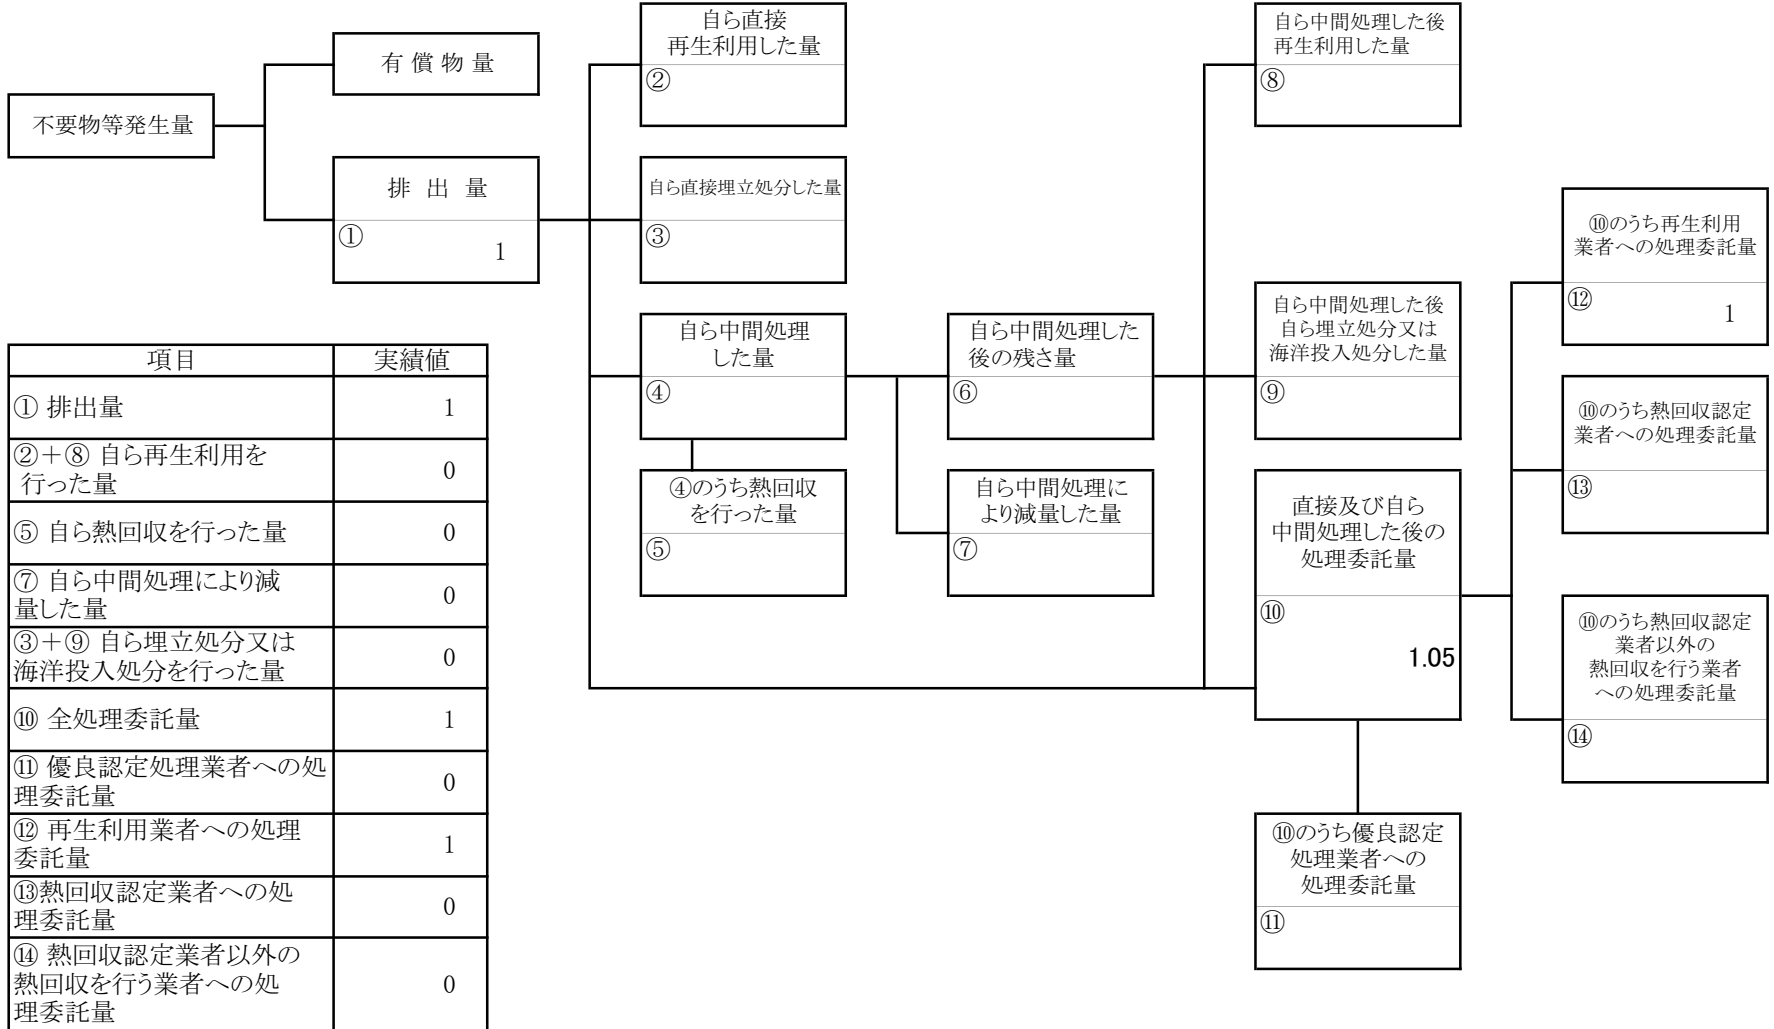 自ら直接
再生利用した量
②
自ら中間処理した後
再生利用した量
⑧
有 償 物 量
不要物等発生量
排 出 量
①
1
自ら直接埋立処分した量
③
⑩のうち再生利用
業者への処理委託量
⑫
1
自ら中間処理
した量
④
自ら中間処理した
後の残さ量
⑥
自ら中間処理した後
自ら埋立処分又は
海洋投入処分した量
⑨
⑩のうち熱回収認定
業者への処理委託量
⑬
④のうち熱回収
を行った量
⑤
自ら中間処理に
より減量した量
⑦
直接及び自ら
中間処理した後の
処理委託量
⑩
1.05
⑩のうち熱回収認定
業者以外の
熱回収を行う業者
への処理委託量
⑭
⑩のうち優良認定
処理業者への
処理委託量
⑪
項目 実績値
① 排出量 1
②＋⑧ 自ら再生利用を
行った量 0
⑤ 自ら熱回収を行った量 0
⑦ 自ら中間処理により減
量した量 0
③＋⑨ 自ら埋立処分又は
海洋投入処分を行った量 0
⑩ 全処理委託量 1
⑪ 優良認定処理業者への処
理委託量 0
⑫ 再生利用業者への処理
委託量 1
⑬熱回収認定業者への処
理委託量 0
⑭ 熱回収認定業者以外の
熱回収を行う業者への処
理委託量 0